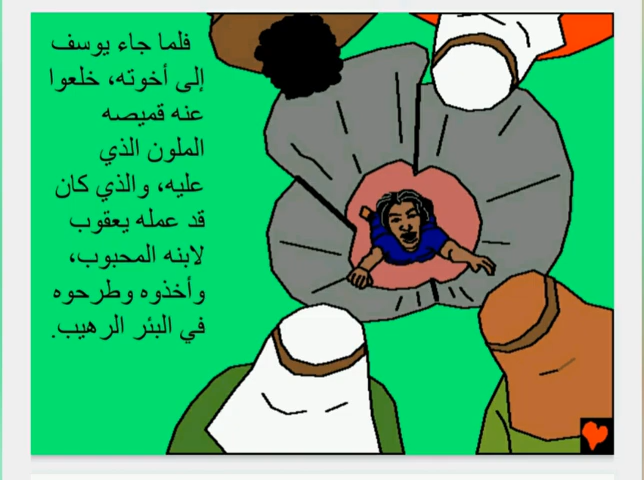 فلما جاء يوسف
إلى أخوته، خلعوا
عنه قميصه
الملون الذي
عليه، والذي كان
قد عمله يعقوب
لابنه المحبوب،
وأخذوه وطرحوه
في البئر الرهيب.